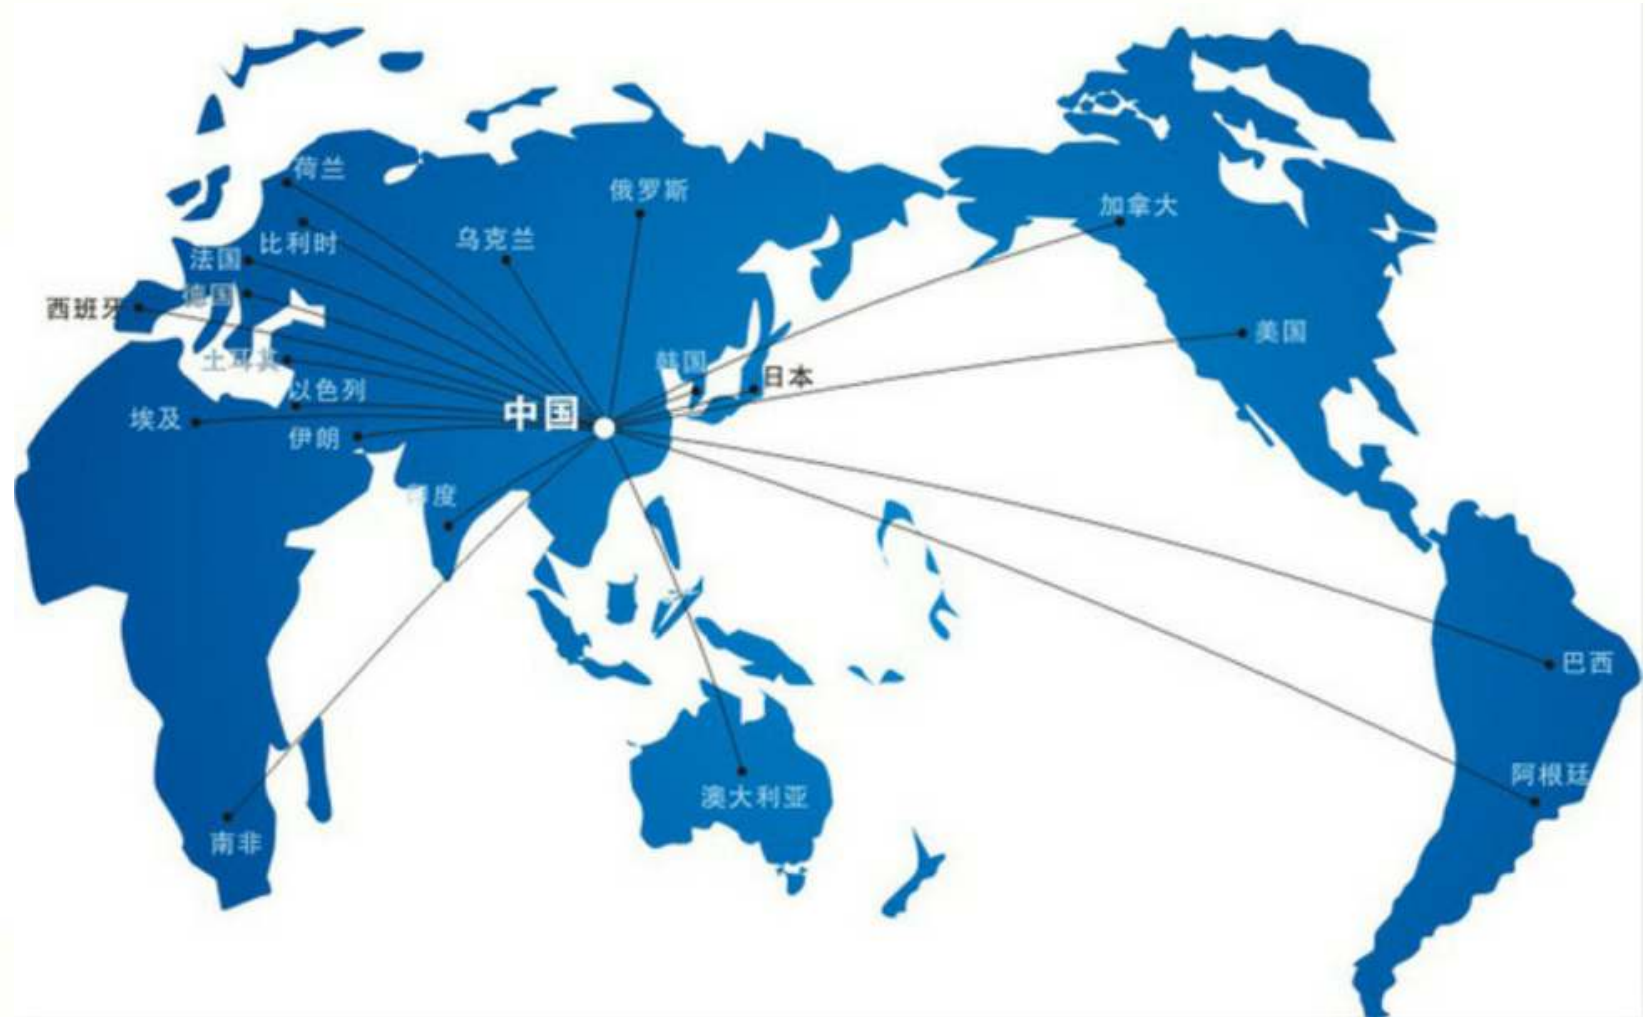 荷兰
俄罗斯
加拿大
比利时
乌克兰
法国
德国
西班牙
美国
土耳其
韩国
日本
以色列
中国
埃及
伊朗
印度
巴西
阿根廷
澳大利亚
南非